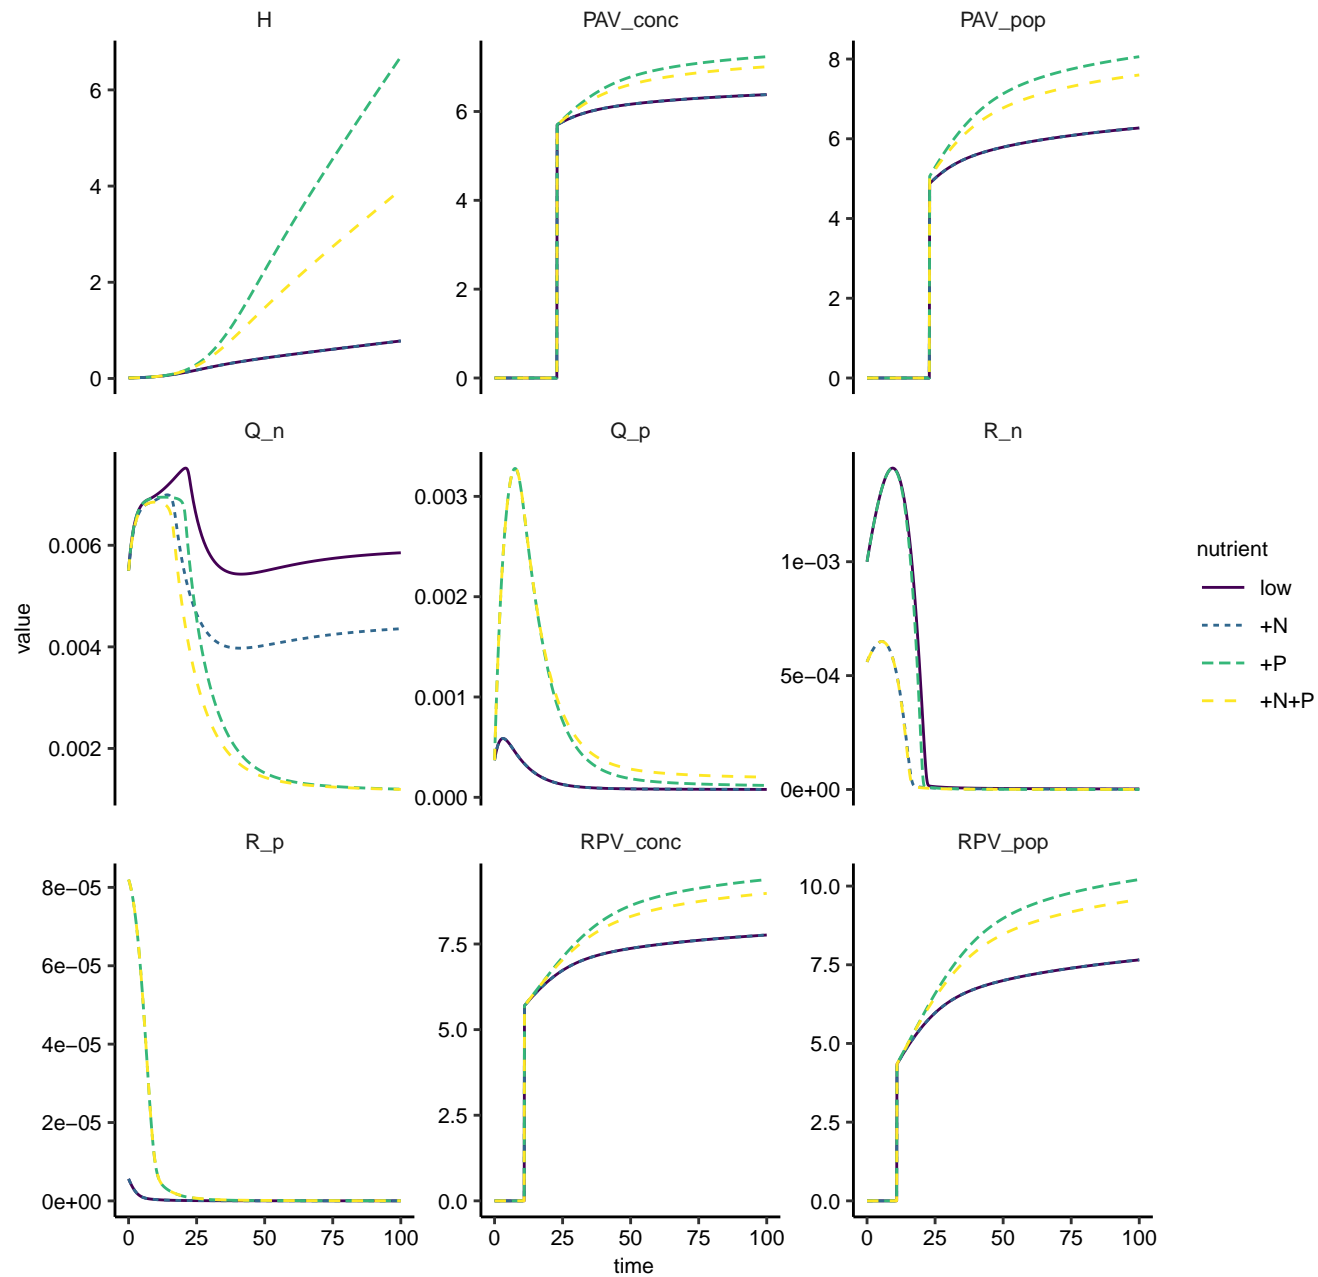 H
PAV_conc
PAV_pop
6
4
2
0
6
4
2
0
8
6
4
2
0
Q_n
Q_p
R_n
0.006
0.004
0.002
0.003
0.002
0.001
0.000
1e−03
5e−04
0e+00
R_p
RPV_conc
RPV_pop
8e−05
6e−05
4e−05
2e−05
0e+00
7.5
5.0
2.5
0.0
10.0
7.5
5.0
2.5
0.0
0 25 50 75 100
0 25 50 75 100
0 25 50 75 100
time
value
nutrient
low
+N
+P
+N+P